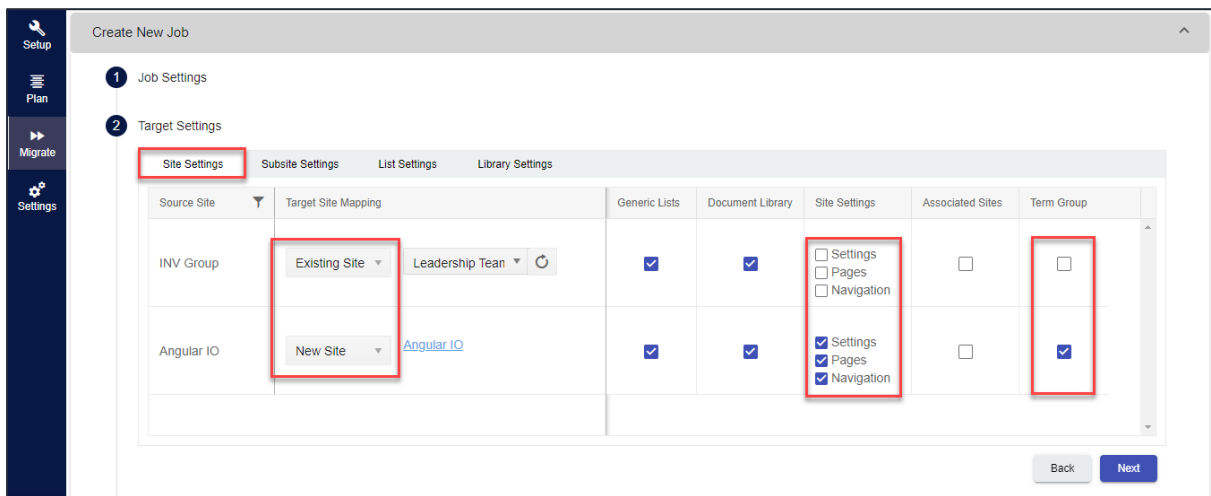 Setup
Plan
Migrate
Settings
Create New Job
1 Job Settings
2 Target Settings
Site Settings Subsite Settings List Settings Library Settings
Source Site Target Site Mapping Generic Lists Document Library Site Settings Associated Sites Term Group
INV Group Existing Site Leadership Tean
Settings
Pages
Navigation
Angular IO New Site Angular IO
Settings
Pages
Navigation
Back Next